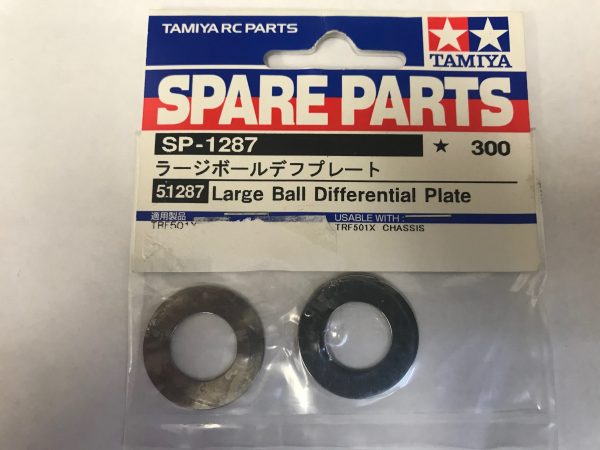 TAMIYA RC PARTS
TAMIYA
SPARE PARTS
SP-1287 ★ 300
ラージボールデフプレート
51287 Large Ball Differential Plate
適用製品 USABLE WITH :
TRF501X TRF501X CHASSIS